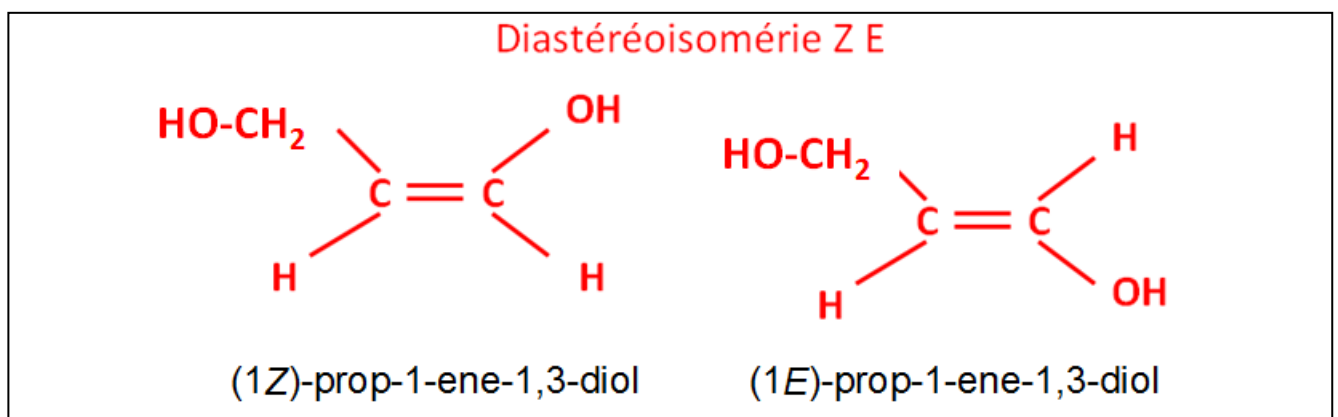 Diastéréoisomérie Z E
HO-CH₂
OH
C
C
H
H
HO-CH₂
H
C
C
H
OH
(1Z)-prop-1-ene-1,3-diol
(1E)-prop-1-ene-1,3-diol